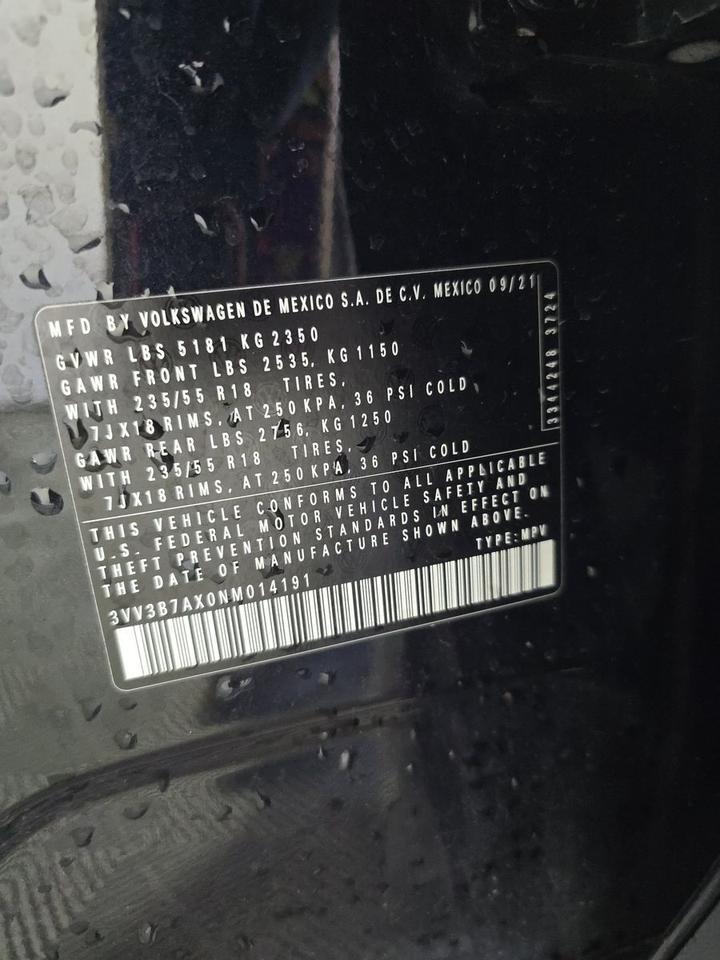 MFD BY VOLKSWAGEN DE MEXICO S.A. DE C.V. MEXICO 09/21
GVWR LBS 5181 KG 2350
GAWR FRONT LBS 2535, KG 1150
WITH 235/55 R18 TIRES,
7JX18 RIMS, AT 250 KPA, 36 PSI COLD
GAWR REAR LBS 2756, KG 1250
WITH 235/55 R18 TIRES,
7JX18 RIMS, AT 250 KPA, 36 PSI COLD
3344248 3724
THIS VEHICLE CONFORMS TO ALL APPLICABLE
U.S. FEDERAL MOTOR VEHICLE SAFETY AND
THEFT PREVENTION STANDARDS IN EFFECT ON
THE DATE OF MANUFACTURE SHOWN ABOVE.
TYPE: MPV
3VV3B7AX0NM014191